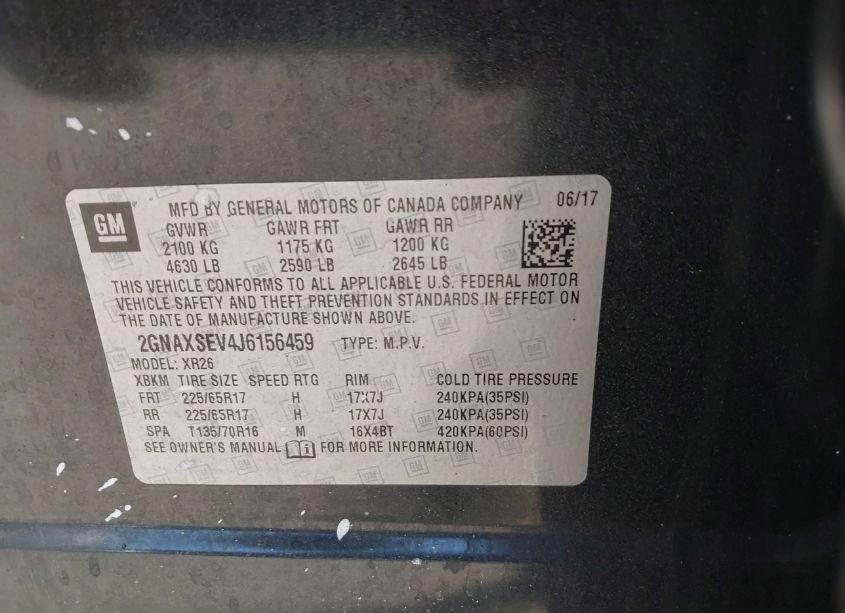 GM
MFD BY GENERAL MOTORS OF CANADA COMPANY 06/17
GVWR GAWR FRT GAWR RR
2100 KG 1175 KG 1200 KG
4630 LB 2590 LB 2645 LB
THIS VEHICLE CONFORMS TO ALL APPLICABLE U.S. FEDERAL MOTOR
VEHICLE SAFETY AND THEFT PREVENTION STANDARDS IN EFFECT ON
THE DATE OF MANUFACTURE SHOWN ABOVE.
2GNAXSEV4J6156459 TYPE: M.P.V.
MODEL: XR26
XBKM TIRE SIZE SPEED RTG RIM COLD TIRE PRESSURE
FRT 225/65R17 H 17X7J 240KPA(35PSI)
RR 225/65R17 H 17X7J 240KPA(35PSI)
SPA T135/70R16 M 16X4BT 420KPA(60PSI)
SEE OWNER'S MANUAL FOR MORE INFORMATION.